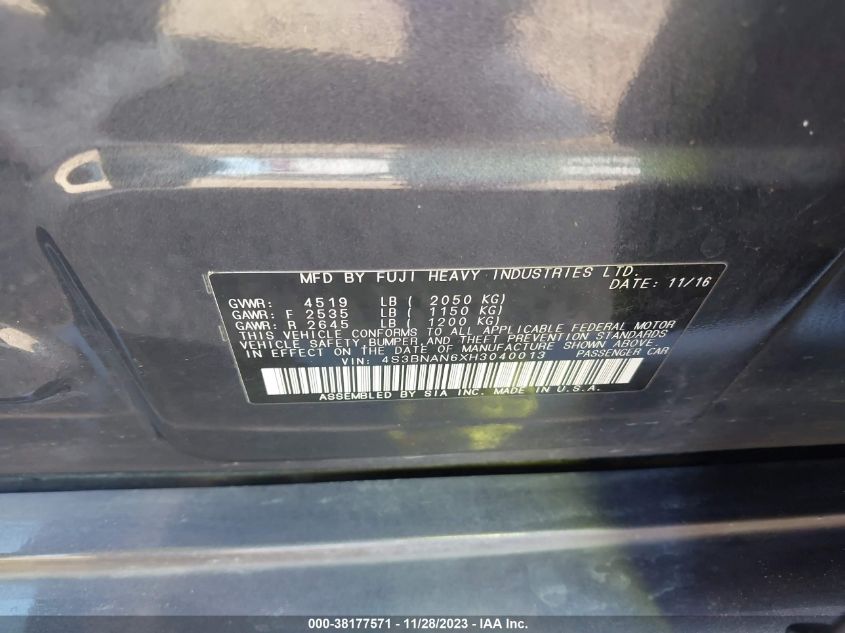 MFD BY FUJI HEAVY INDUSTRIES LTD.
DATE: 11/16
GVWR: 4519 LB ( 2050 KG)
GAWR: F 2535 LB ( 1150 KG)
GAWR: R 2645 LB ( 1200 KG)
THIS VEHICLE CONFORMS TO ALL APPLICABLE FEDERAL MOTOR
VEHICLE SAFETY, BUMPER, AND THEFT PREVENTION STANDARDS
IN EFFECT ON THE DATE OF MANUFACTURE SHOWN ABOVE.
VIN: 4S3BNAN6XH3040013 PASSENGER CAR
ASSEMBLED BY SIA INC. MADE IN U.S.A.
000-38177571 - 11/28/2023 - IAA Inc.